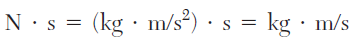 N · s = (kg · m/s²) · s = kg · m/s